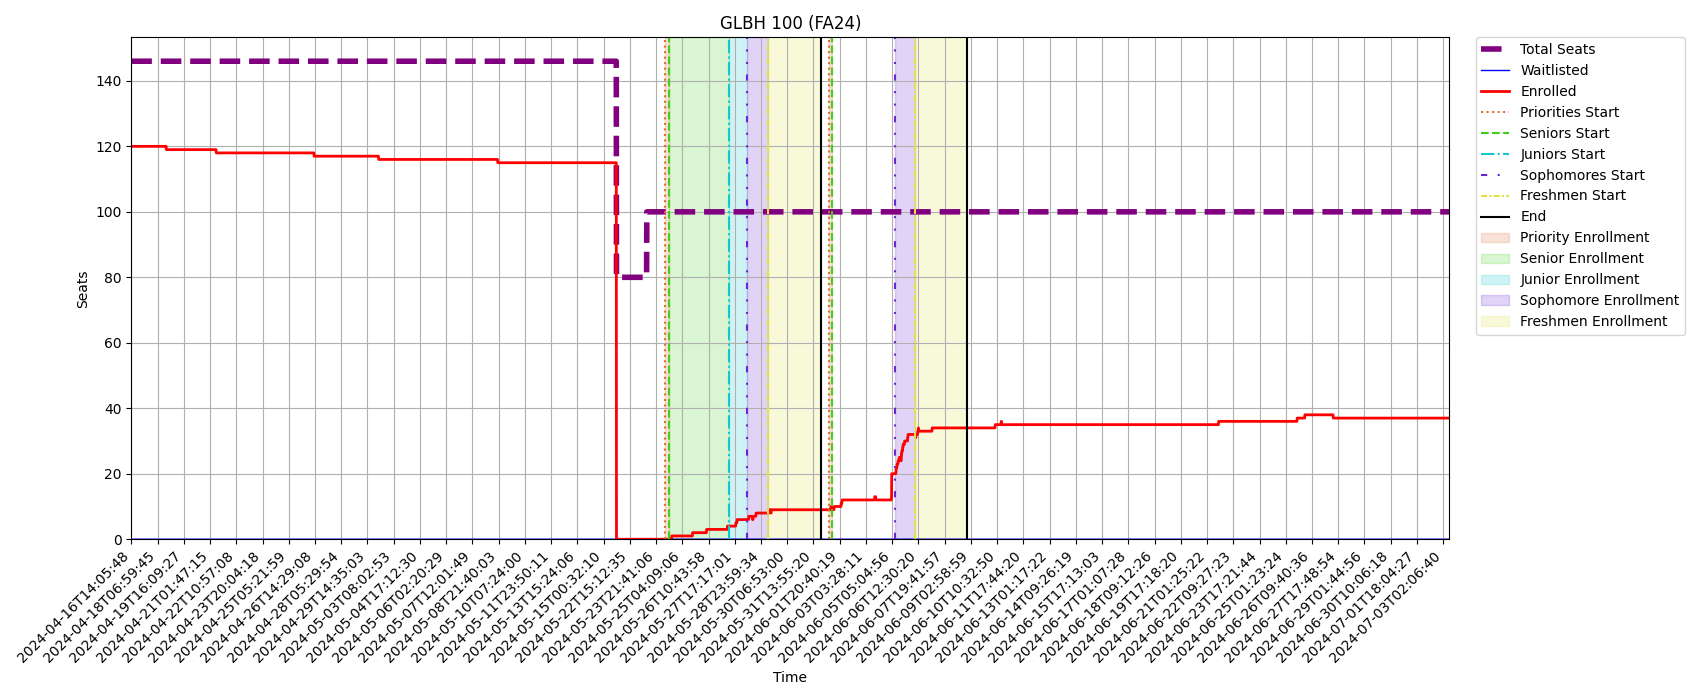 GLBH 100 (FA24)
Total Seats
Waitlisted
Enrolled
Priorities Start
Seniors Start
Juniors Start
Sophomores Start
Freshmen Start
End
Priority Enrollment
Senior Enrollment
Junior Enrollment
Sophomore Enrollment
Freshmen Enrollment
Seats
140
120
100
80
60
40
20
0
2024-04-16T14:05:48
2024-04-18T06:59:45
2024-04-19T16:09:27
2024-04-21T01:47:15
2024-04-22T10:57:08
2024-04-23T20:04:18
2024-04-25T05:21:59
2024-04-26T14:29:08
2024-04-28T05:29:54
2024-04-29T14:35:03
2024-05-03T08:02:53
2024-05-04T17:12:30
2024-05-06T02:20:29
2024-05-07T12:01:49
2024-05-08T21:40:03
2024-05-10T07:24:00
2024-05-11T23:50:11
2024-05-13T15:24:06
2024-05-15T00:32:10
2024-05-22T15:12:35
2024-05-23T21:41:06
2024-05-25T04:09:06
2024-05-26T10:43:58
2024-05-27T17:17:01
2024-05-28T23:59:34
2024-05-30T06:53:00
2024-05-31T13:55:20
2024-06-01T20:40:19
2024-06-03T03:28:11
2024-06-05T05:04:56
2024-06-06T12:30:20
2024-06-07T19:41:57
2024-06-09T02:58:59
2024-06-10T10:32:50
2024-06-11T17:44:20
2024-06-13T01:17:22
2024-06-14T09:26:19
2024-06-15T17:13:03
2024-06-17T01:07:28
2024-06-18T09:12:26
2024-06-19T17:18:20
2024-06-21T01:25:22
2024-06-22T09:27:23
2024-06-23T17:21:44
2024-06-25T01:23:24
2024-06-26T09:40:36
2024-06-27T17:48:54
2024-06-29T01:44:56
2024-06-30T10:06:18
2024-07-01T18:04:27
2024-07-03T02:06:40
Time